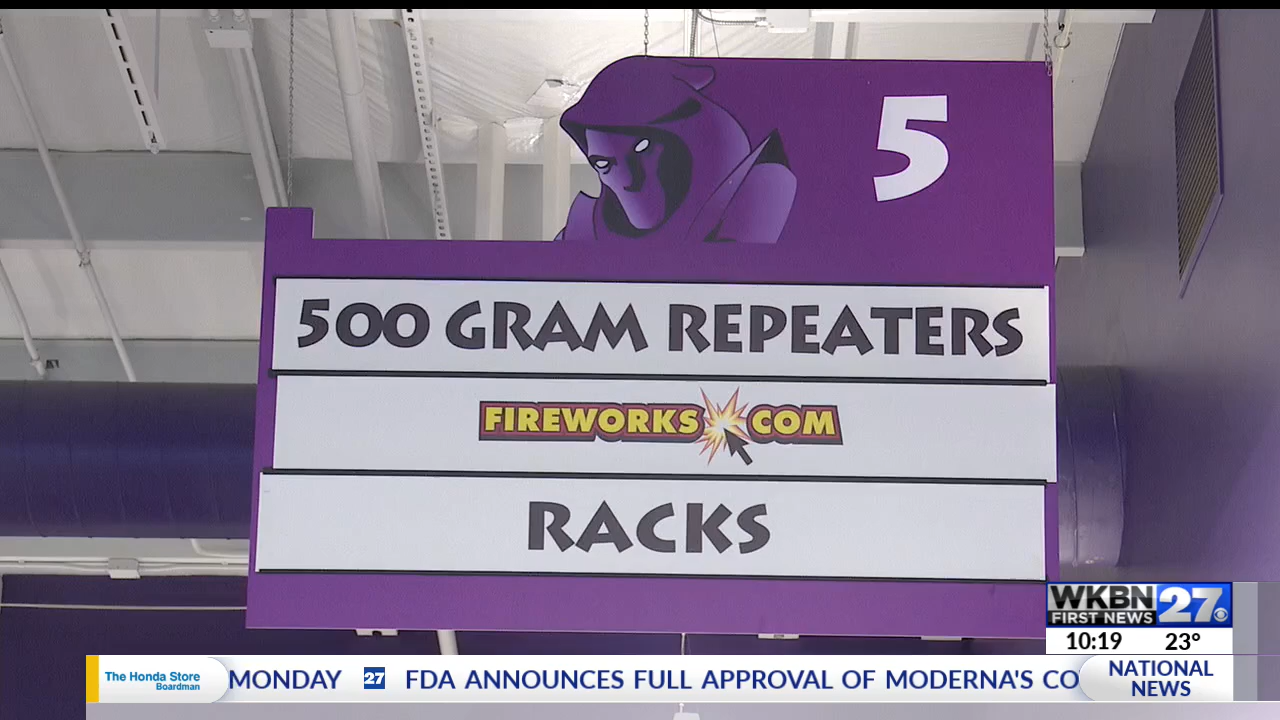 5
500 GRAM REPEATERS
FIREWORKS.COM
RACKS
WKBN 27
FIRST NEWS
10:19 23°
The Honda Store
Boardman
MONDAY 27 FDA ANNOUNCES FULL APPROVAL OF MODERNA'S CO
NATIONAL
NEWS